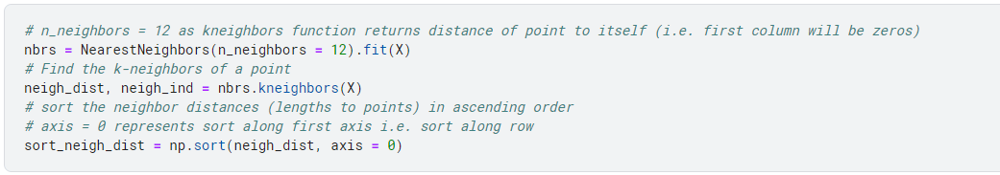 # n_neighbors = 12 as kneighbors function returns distance of point to itself (i.e. first column will be zeros)
nbrs = NearestNeighbors(n_neighbors = 12).fit(X)
# Find the k-neighbors of a point
neigh_dist, neigh_ind = nbrs.kneighbors(X)
# sort the neighbor distances (lengths to points) in ascending order
# axis = 0 represents sort along first axis i.e. sort along row
sort_neigh_dist = np.sort(neigh_dist, axis = 0)